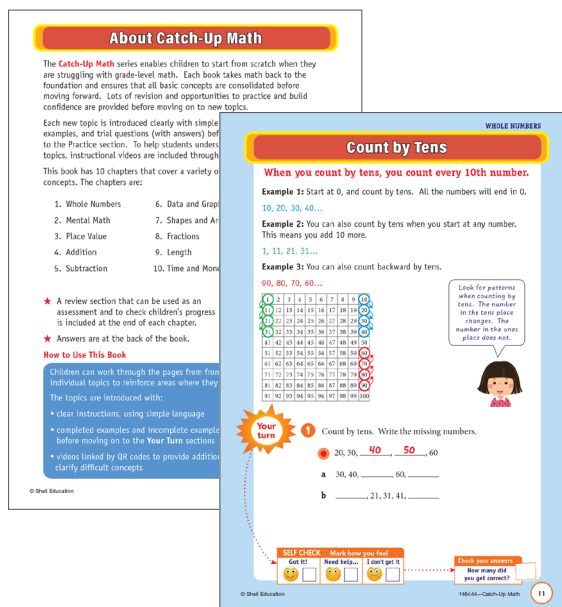 About Catch-Up Math
The Catch-Up Math series enables children to start from scratch when they
are struggling with grade-level math. Each book takes math back to the
foundation and ensures that all basic concepts are consolidated before
moving forward. Lots of revision and opportunities to practice and build
confidence are provided before moving on to new topics.
Each new topic is introduced clearly with simple
examples, and trial questions (with answers) bef
to the Practice section. To help students unders
topics, instructional videos are included through
This book has 10 chapters that cover a variety o
concepts. The chapters are:
1. Whole Numbers
2. Mental Math
3. Place Value
4. Addition
5. Subtraction
6. Data and Grap
7. Shapes and Ar
8. Fractions
9. Length
10. Time and Mone
★ A review section that can be used as an
assessment and to check children's progress
is included at the end of each chapter.
★ Answers are at the back of the book.
How to Use This Book
Children can work through the pages from fron
individual topics to reinforce areas where they
The topics are introduced with:
• clear instructions, using simple language
• completed examples and incomplete example
before moving on to the Your Turn sections
• videos linked by QR codes to provide additio
clarify difficult concepts
© Shell Education
WHOLE NUMBERS
Count by Tens
When you count by tens, you count every 10th number.
Example 1: Start at 0, and count by tens. All the numbers will end in 0.
10, 20, 30, 40...
Example 2: You can also count by tens when you start at any number.
This means you add 10 more.
1, 11, 21, 31...
Example 3: You can also count backward by tens.
90, 80, 70, 60...
1 2 3 4 5 6 7 8 9 10
11 12 13 14 15 16 17 18 19 20
21 22 23 24 25 26 27 28 29 30
31 32 33 34 35 36 37 38 39 40
41 42 43 44 45 46 47 48 49 50
51 52 53 54 55 56 57 58 59 60
61 62 63 64 65 66 67 68 69 70
71 72 73 74 75 76 77 78 79 80
81 82 83 84 85 86 87 88 89 90
91 92 93 94 95 96 97 98 99 100
Look for patterns
when counting by
tens. The number
in the tens place
changes. The
number in the ones
place does not.
Your
turn
1 Count by tens. Write the missing numbers.
20, 30, 40, 50, 60
a 30, 40, ______, 60, ______
b ______, 21, 31, 41, ______
SELF CHECK Mark how you feel
Got it! Need help... I don't get it
Check your answers
How many did
you get correct?
© Shell Education
148144—Catch-Up Math
11